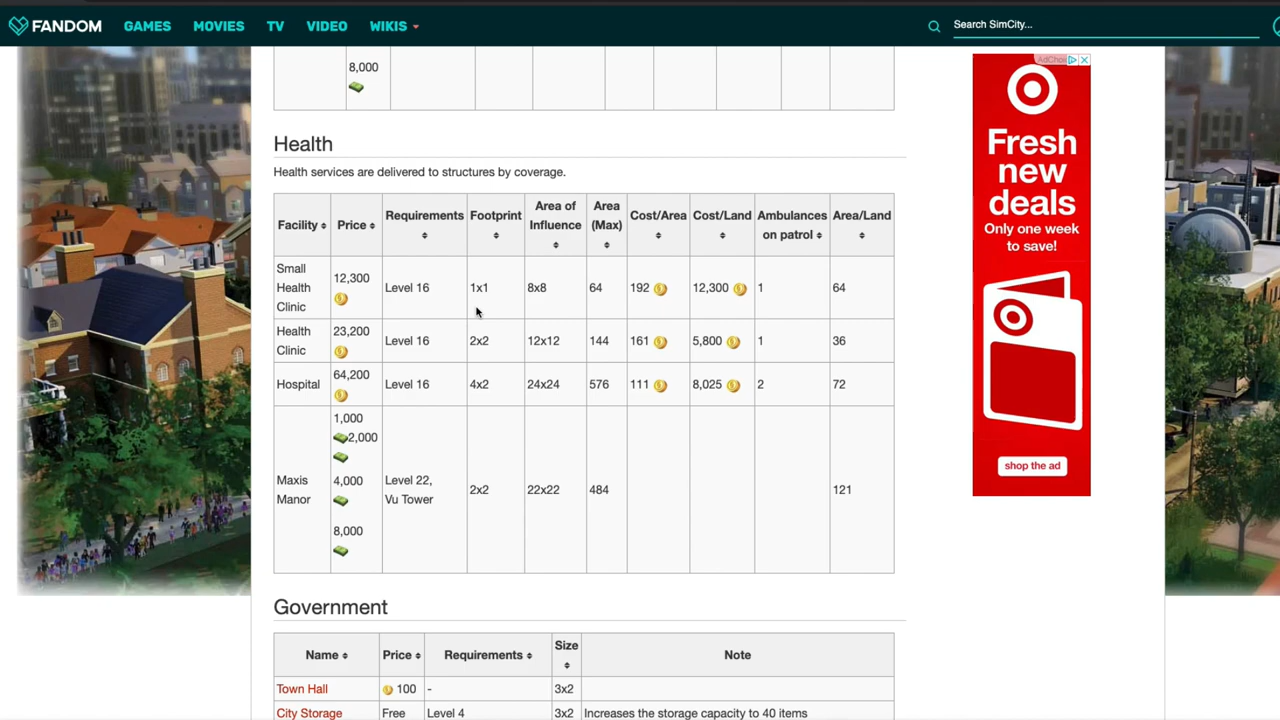 FANDOM GAMES MOVIES TV VIDEO WIKIS Search SimCity...
8,000
Health
Health services are delivered to structures by coverage.
Facility Price Requirements Footprint Area of Influence Area (Max) Cost/Area Cost/Land Ambulances on patrol Area/Land
Small Health Clinic 12,300 Level 16 1x1 8x8 64 192 12,300 1 64
Health Clinic 23,200 Level 16 2x2 12x12 144 161 5,800 1 36
Hospital 64,200 Level 16 4x2 24x24 576 111 8,025 2 72
Maxis Manor 1,000 2,000 4,000 8,000 Level 22, Vu Tower 2x2 22x22 484 121
Government
Name Price Requirements Size Note
Town Hall 100 - 3x2
City Storage Free Level 4 3x2 Increases the storage capacity to 40 items
Fresh
new
deals
Only one week
to save!
shop the ad